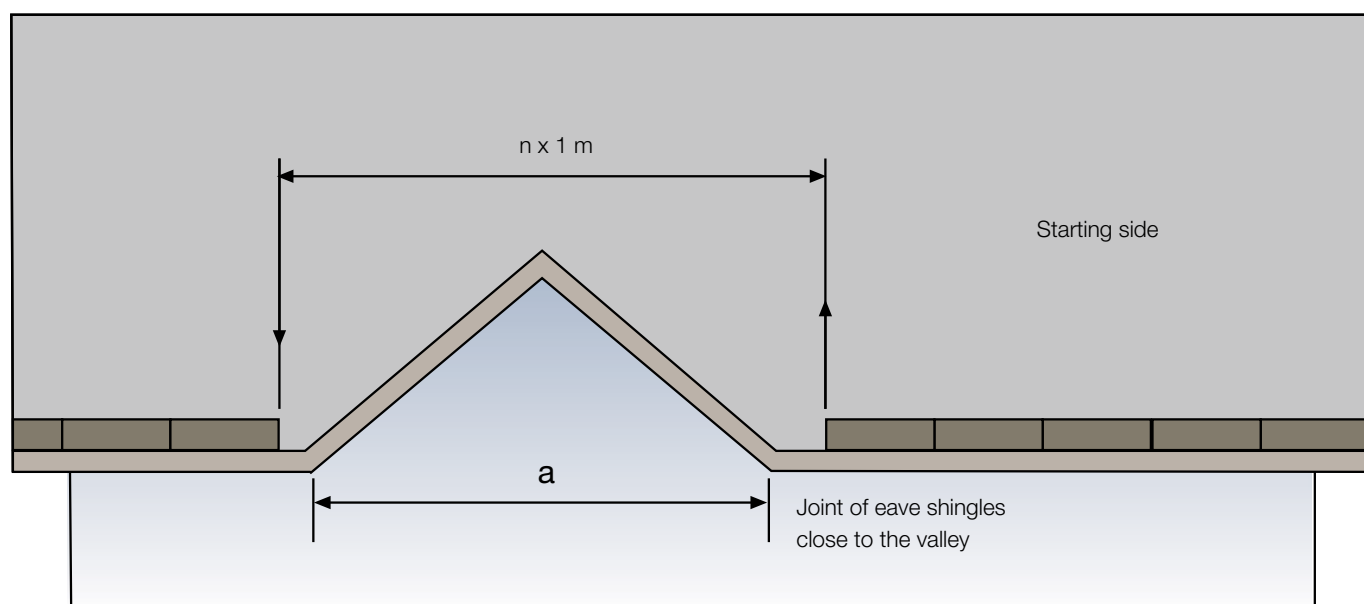 n x 1 m
Starting side
a
Joint of eave shingles
close to the valley